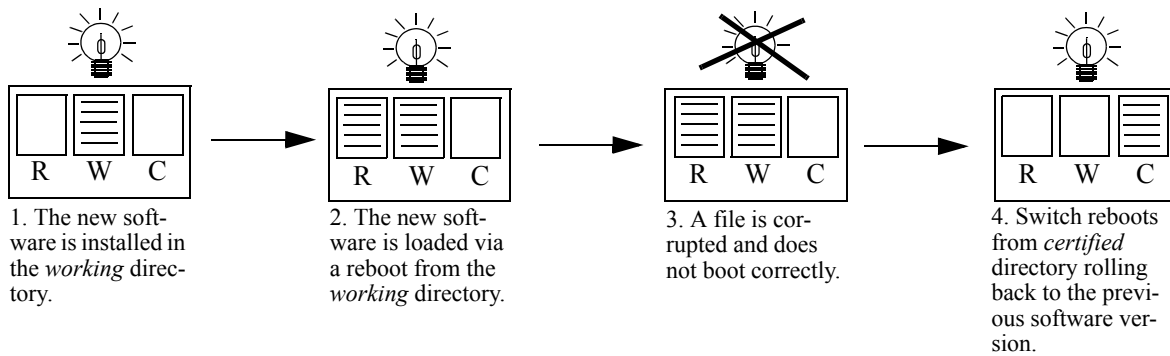 R W C
1. The new soft-
ware is installed in
the working direc-
tory.
R W C
2. The new soft-
ware is loaded via
a reboot from the
working directory.
R W C
3. A file is cor-
rupted and does
not boot correctly.
R W C
4. Switch reboots
from certified
directory rolling
back to the previ-
ous software ver-
sion.